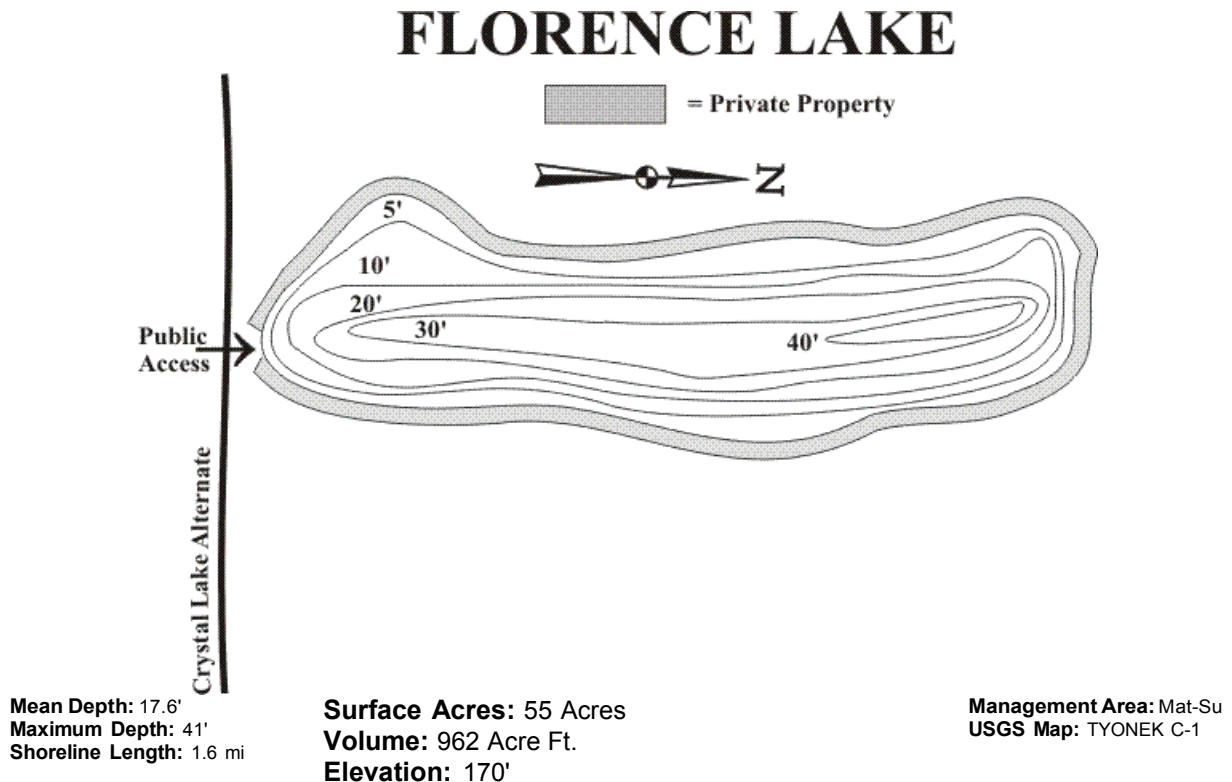 FLORENCE LAKE
= Private Property
N
5'
10'
20'
30'
40'
Public
Access
Crystal Lake Alternate
Mean Depth: 17.6'
Maximum Depth: 41'
Shoreline Length: 1.6 mi
Surface Acres: 55 Acres
Volume: 962 Acre Ft.
Elevation: 170'
Management Area: Mat-Su
USGS Map: TYONEK C-1